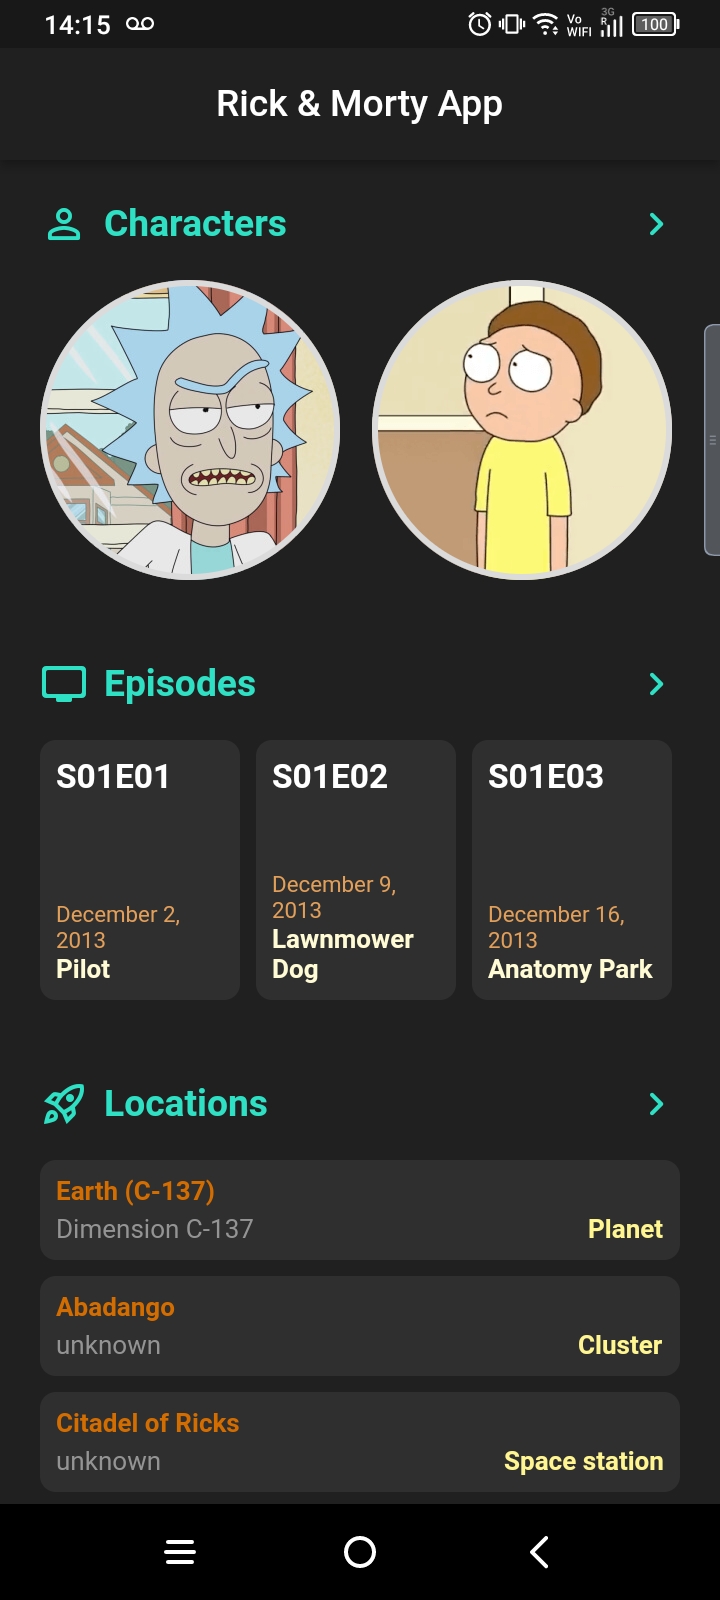 14:15
Vo
WIFI
3G
R
100
Rick & Morty App
Characters
Episodes
S01E01
December 2,
2013
Pilot
S01E02
December 9,
2013
Lawnmower
Dog
S01E03
December 16,
2013
Anatomy Park
Locations
Earth (C-137)
Dimension C-137
Planet
Abadango
unknown
Cluster
Citadel of Ricks
unknown
Space station